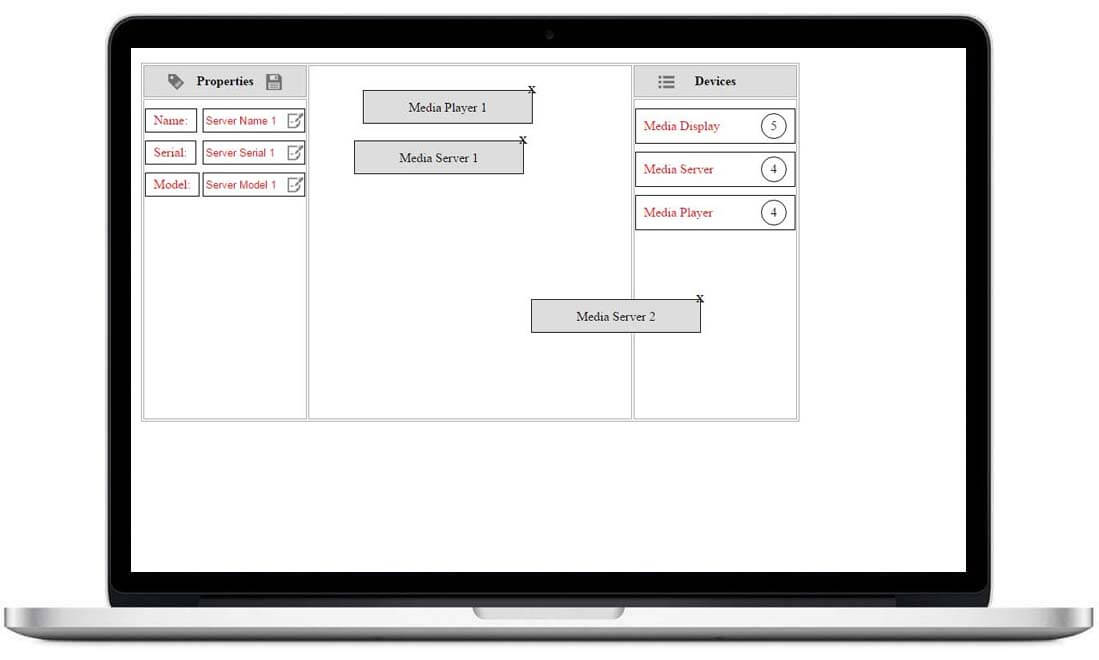 Properties
Name: Server Name 1
Serial: Server Serial 1
Model: Server Model 1
x
Media Player 1
x
Media Server 1
x
Media Server 2
Devices
Media Display 5
Media Server 4
Media Player 4